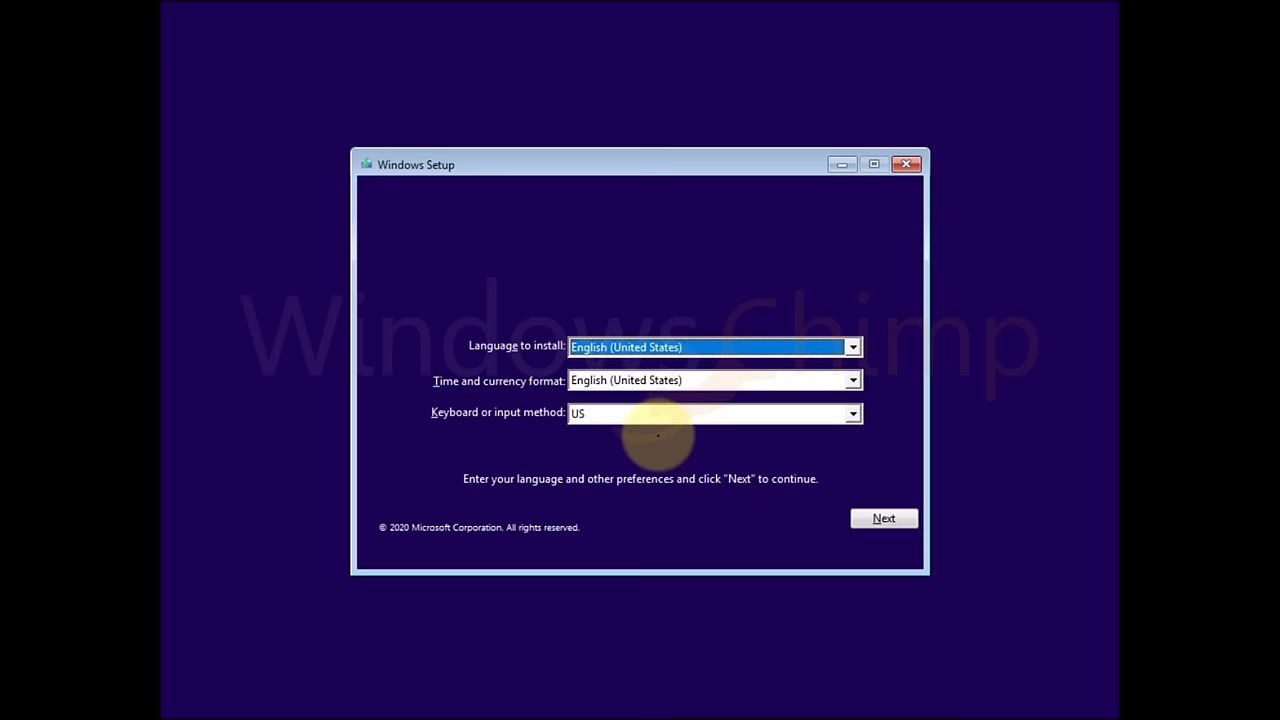 Windows Setup
Windows Chimp
Language to install: English (United States)
Time and currency format: English (United States)
Keyboard or input method: US
Enter your language and other preferences and click "Next" to continue.
Next
© 2020 Microsoft Corporation. All rights reserved.